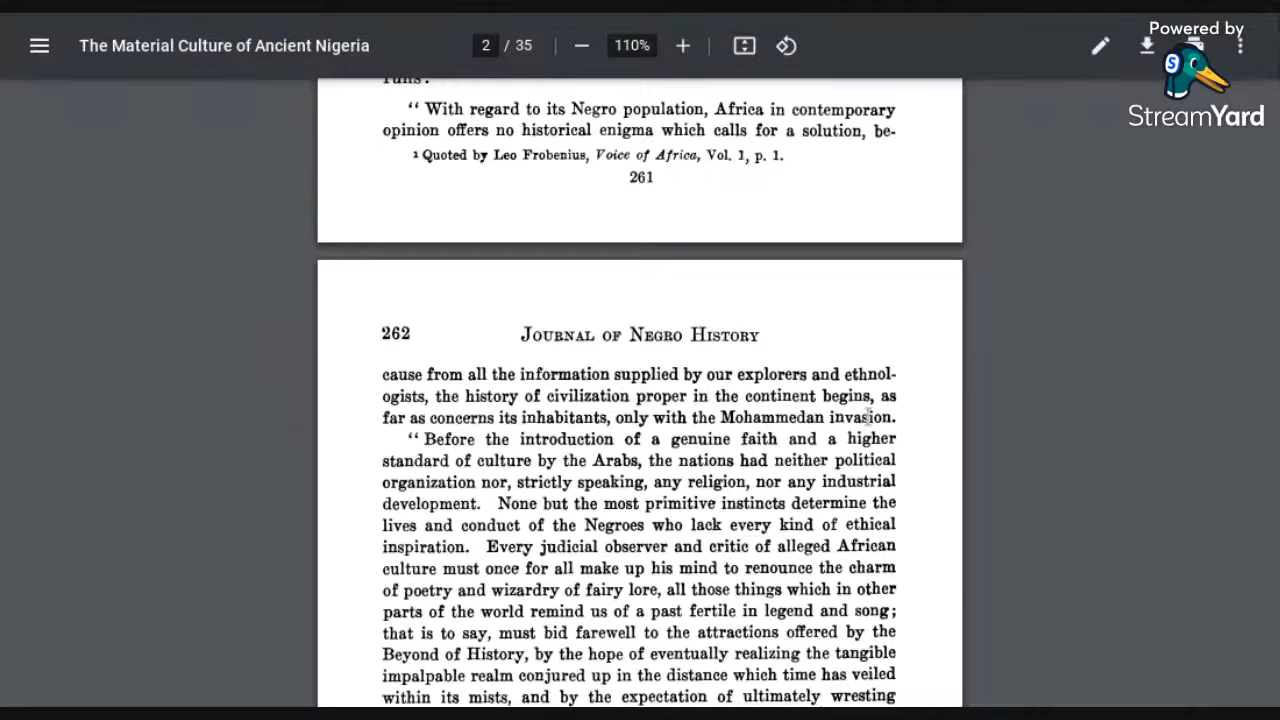 Powered by
StreamYard
The Material Culture of Ancient Nigeria
2 / 35
110%
“ With regard to its Negro population, Africa in contemporary
opinion offers no historical enigma which calls for a solution, be-
1 Quoted by Leo Frobenius, Voice of Africa, Vol. 1, p. 1.
261
262 JOURNAL OF NEGRO HISTORY
cause from all the information supplied by our explorers and ethnol-
ogists, the history of civilization proper in the continent begins, as
far as concerns its inhabitants, only with the Mohammedan invasion.
“ Before the introduction of a genuine faith and a higher
standard of culture by the Arabs, the nations had neither political
organization nor, strictly speaking, any religion, nor any industrial
development. None but the most primitive instincts determine the
lives and conduct of the Negroes who lack every kind of ethical
inspiration. Every judicial observer and critic of alleged African
culture must once for all make up his mind to renounce the charm
of poetry and wizardry of fairy lore, all those things which in other
parts of the world remind us of a past fertile in legend and song;
that is to say, must bid farewell to the attractions offered by the
Beyond of History, by the hope of eventually realizing the tangible
impalpable realm conjured up in the distance which time has veiled
within its mists, and by the expectation of ultimately wresting